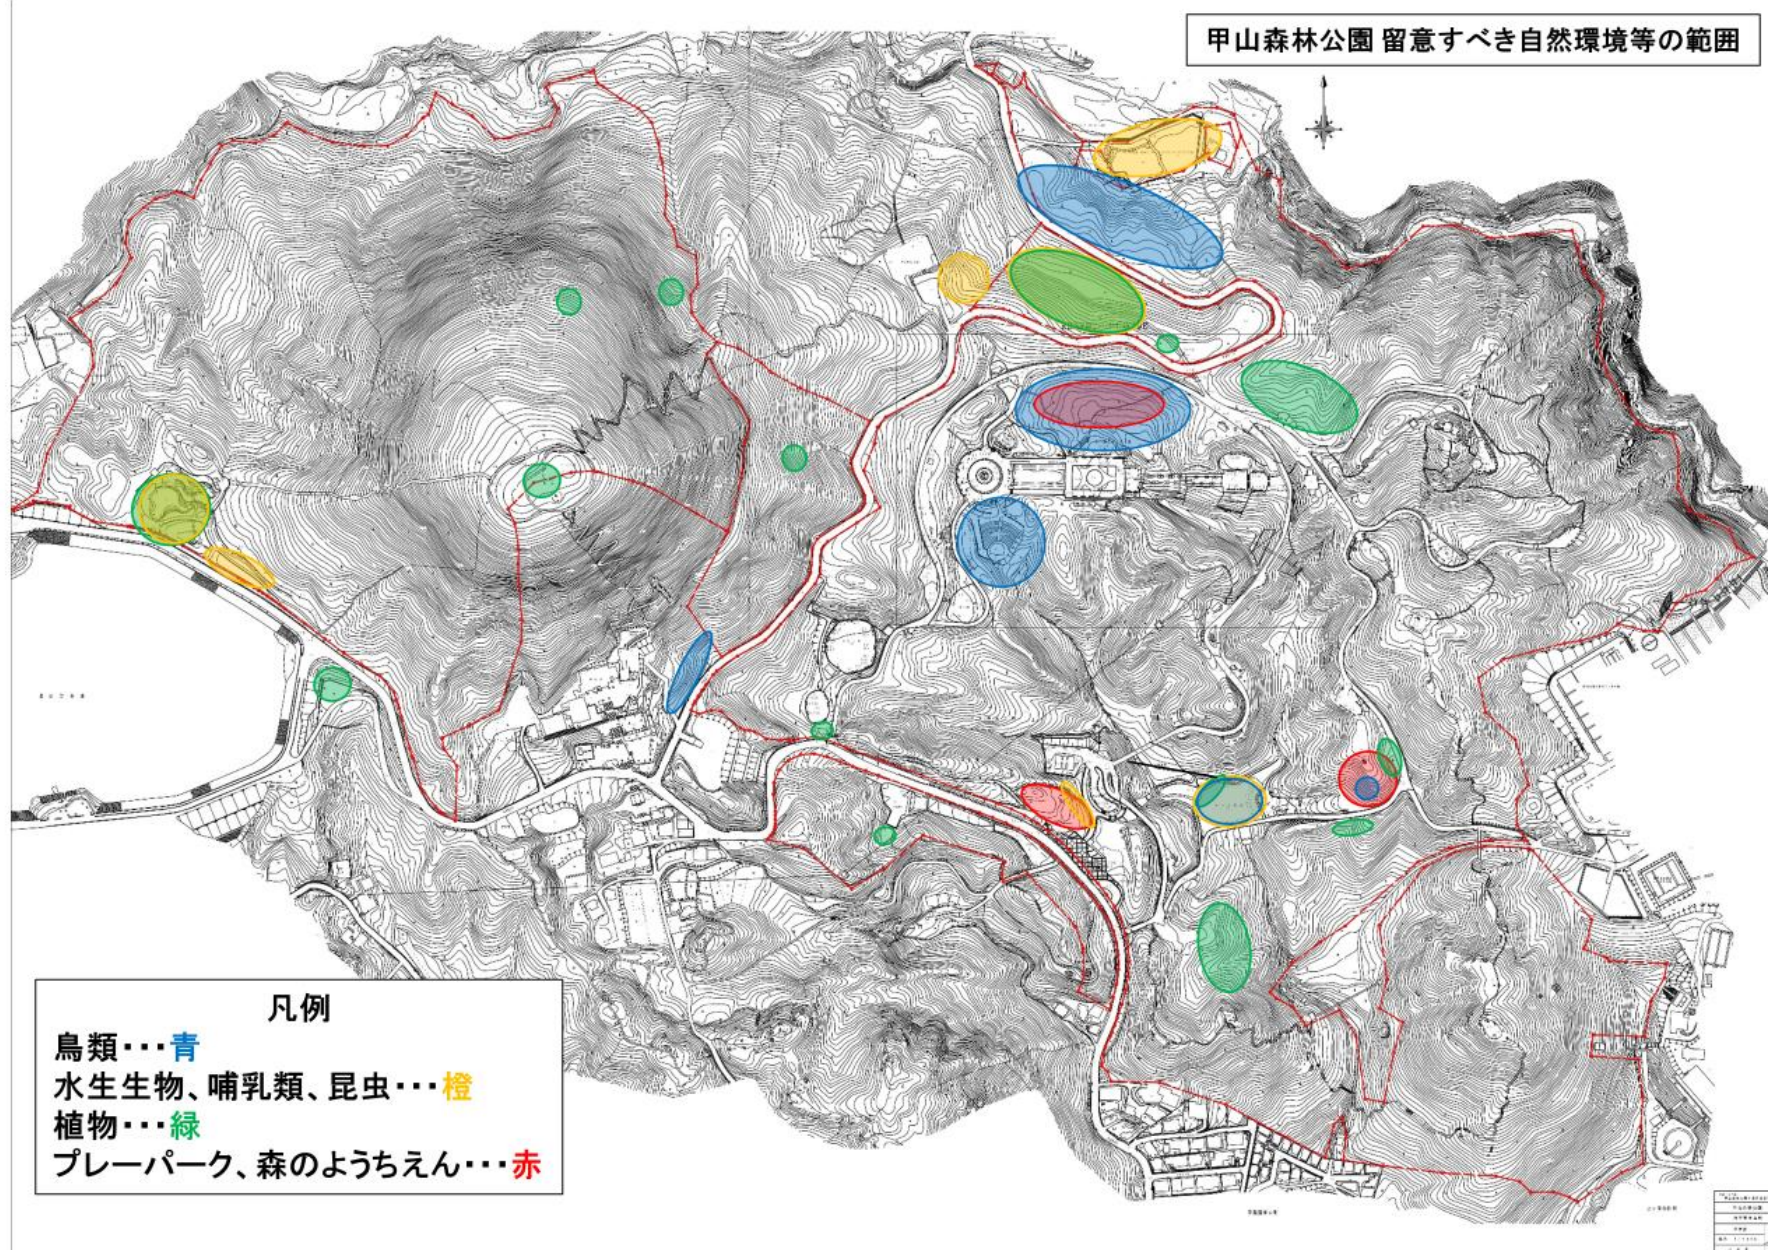 甲山森林公園 留意すべき自然環境等の範囲
凡例
鳥類・・・青
水生生物、哺乳類、昆虫・・・橙
植物・・・緑
プレーパーク、森のようちえん・・・赤